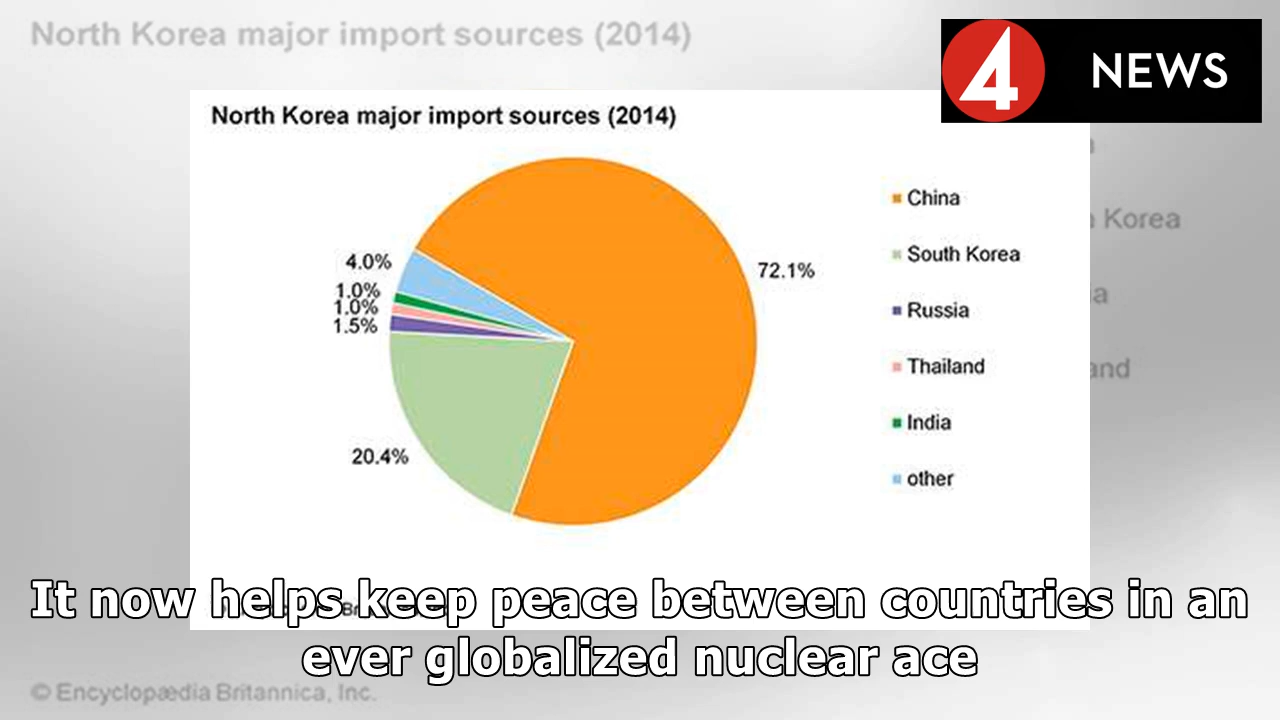 North Korea major import sources (2014)
4 NEWS
North Korea major import sources (2014)
China
4.0%
South Korea
Korea
72.1%
1.0%
1.0%
Russia
1.5%
Thailand
India
20.4%
other
It now helps keep peace between countries in an
ever globalized nuclear ace
© Encyclopædia Britannica, Inc.